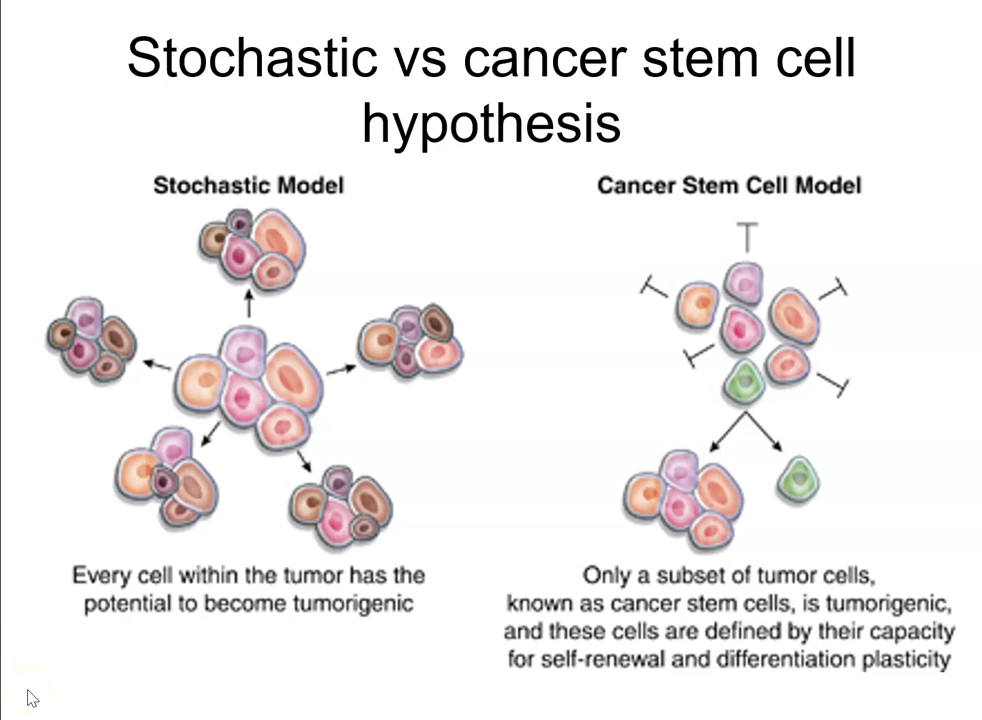 Stochastic vs cancer stem cell
hypothesis
Stochastic Model
Every cell within the tumor has the
potential to become tumorigenic
Cancer Stem Cell Model
Only a subset of tumor cells,
known as cancer stem cells, is tumorigenic,
and these cells are defined by their capacity
for self-renewal and differentiation plasticity